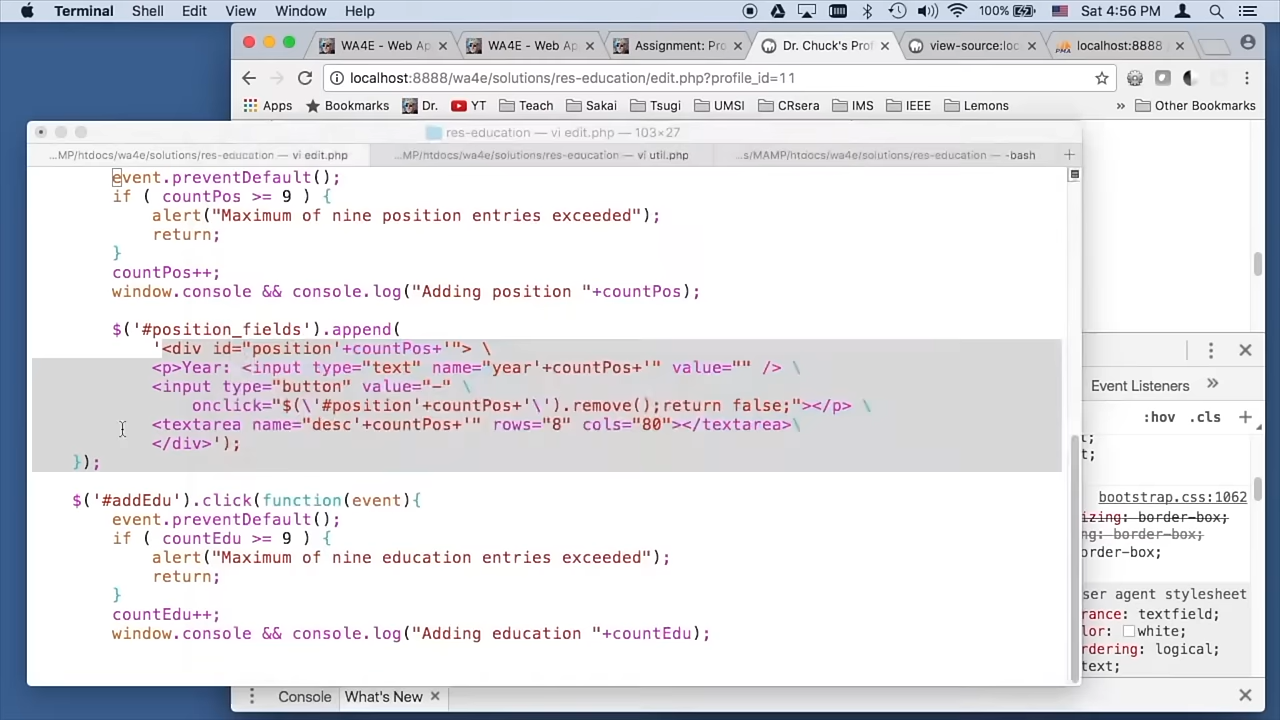 Terminal Shell Edit View Window Help 100% Sat 4:56 PM
WA4E - Web Ap × WA4E - Web Ap × Assignment: Pro × Dr. Chuck's Prof × view-source:loc × localhost:8888 ×
localhost:8888/wa4e/solutions/res-education/edit.php?profile_id=11
Apps Bookmarks Dr. YT Teach Sakai Tsugi UMSI CRsera IMS IEEE Lemons » Other Bookmarks
res-education — vi edit.php — 103×27
...MP/htdocs/wa4e/solutions/res-education — vi edit.php ...MP/htdocs/wa4e/solutions/res-education — vi util.php ...s/MAMP/htdocs/wa4e/solutions/res-education — -bash +
event.preventDefault();
if ( countPos >= 9 ) {
alert("Maximum of nine position entries exceeded");
return;
}
countPos++;
window.console && console.log("Adding position "+countPos);
$('#position_fields').append(
'<div id="position'+countPos+'"> \
<p>Year: <input type="text" name="year'+countPos+'" value="" /> \
<input type="button" value="-" \
onclick="$(\'#position'+countPos+'\').remove();return false;"></p> \
<textarea name="desc'+countPos+'" rows="8" cols="80"></textarea>\
</div>');
});
$('#addEdu').click(function(event){
event.preventDefault();
if ( countEdu >= 9 ) {
alert("Maximum of nine education entries exceeded");
return;
}
countEdu++;
window.console && console.log("Adding education "+countEdu);
Event Listeners »
:hov .cls +
t;
t;
bootstrap.css:1062
izing: border-box;
ng: border-box;
order-box;
ser agent stylesheet
rance: textfield;
lor: white;
rdering: logical;
text;
Console What's New ×